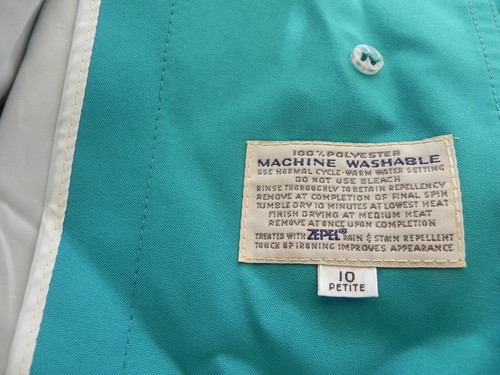 100% POLYESTER
MACHINE WASHABLE
USE NORMAL CYCLE-WARM WATER SETTING
DO NOT USE BLEACH
RINSE THOROUGHLY TO RETAIN REPELLENCY
REMOVE AT COMPLETION OF FINAL SPIN
TUMBLE DRY 10 MINUTES AT LOWEST HEAT
FINISH DRYING AT MEDIUM HEAT
REMOVE AT ONCE UPON COMPLETION
TREATED WITH ZEPEL® RAIN & STAIN REPELLENT
TOUCH UP IRONING IMPROVES APPEARANCE
10
PETITE